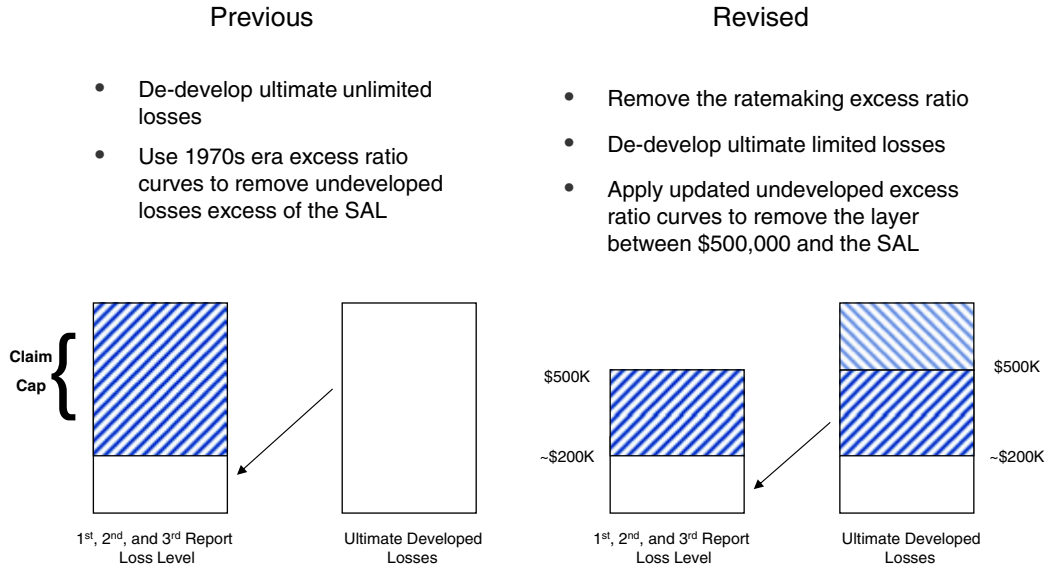 Previous
• De-develop ultimate unlimited
losses
• Use 1970s era excess ratio
curves to remove undeveloped
losses excess of the SAL
Claim
Cap
{
1st, 2nd, and 3rd Report
Loss Level
Ultimate Developed
Losses
Revised
• Remove the ratemaking excess ratio
• De-develop ultimate limited losses
• Apply updated undeveloped excess
ratio curves to remove the layer
between $500,000 and the SAL
$500K
~$200K
$500K
~$200K
1st, 2nd, and 3rd Report
Loss Level
Ultimate Developed
Losses